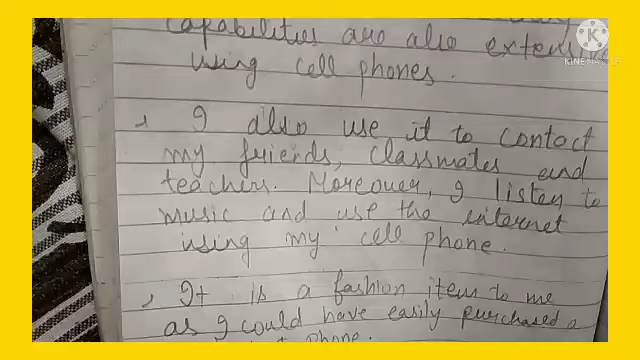 capabilities are also
using cell phones.
I also use it to contact
my friends, classmates and
teachers. Moreover, I listen to
music and use the internet
using my cell phone.
It is a fashion item to me
as I could have easily purchased a
phone.
KINEMASTER